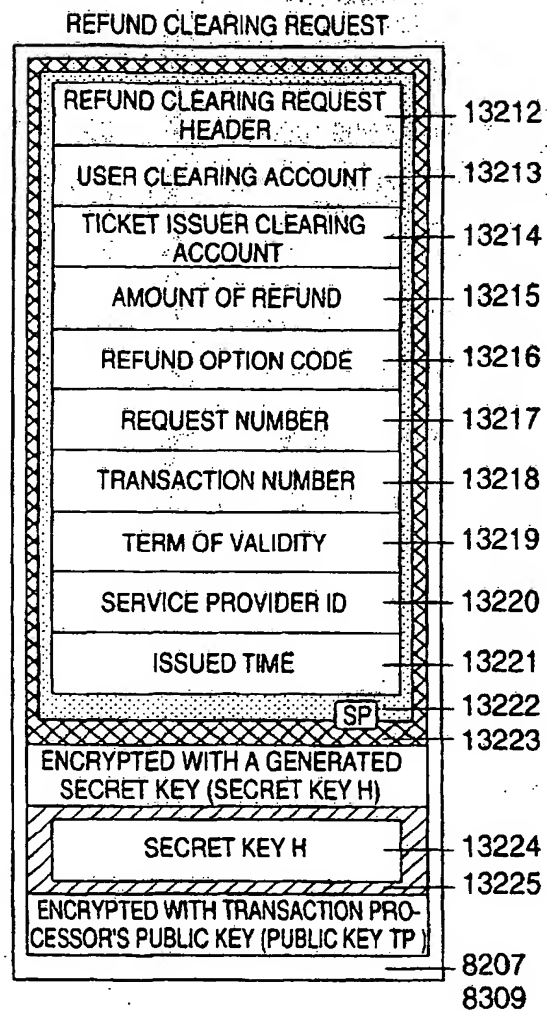 REFUND CLEARING REQUEST
REFUND CLEARING REQUEST
HEADER
13212
USER CLEARING ACCOUNT
13213
TICKET ISSUER CLEARING
ACCOUNT
13214
AMOUNT OF REFUND
13215
REFUND OPTION CODE
13216
REQUEST NUMBER
13217
TRANSACTION NUMBER
13218
TERM OF VALIDITY
13219
SERVICE PROVIDER ID
13220
ISSUED TIME
13221
SP
13222
13223
ENCRYPTED WITH A GENERATED
SECRET KEY (SECRET KEY H)
SECRET KEY H
13224
13225
ENCRYPTED WITH TRANSACTION PRO-
CESSOR'S PUBLIC KEY (PUBLIC KEY TP)
8207
8309